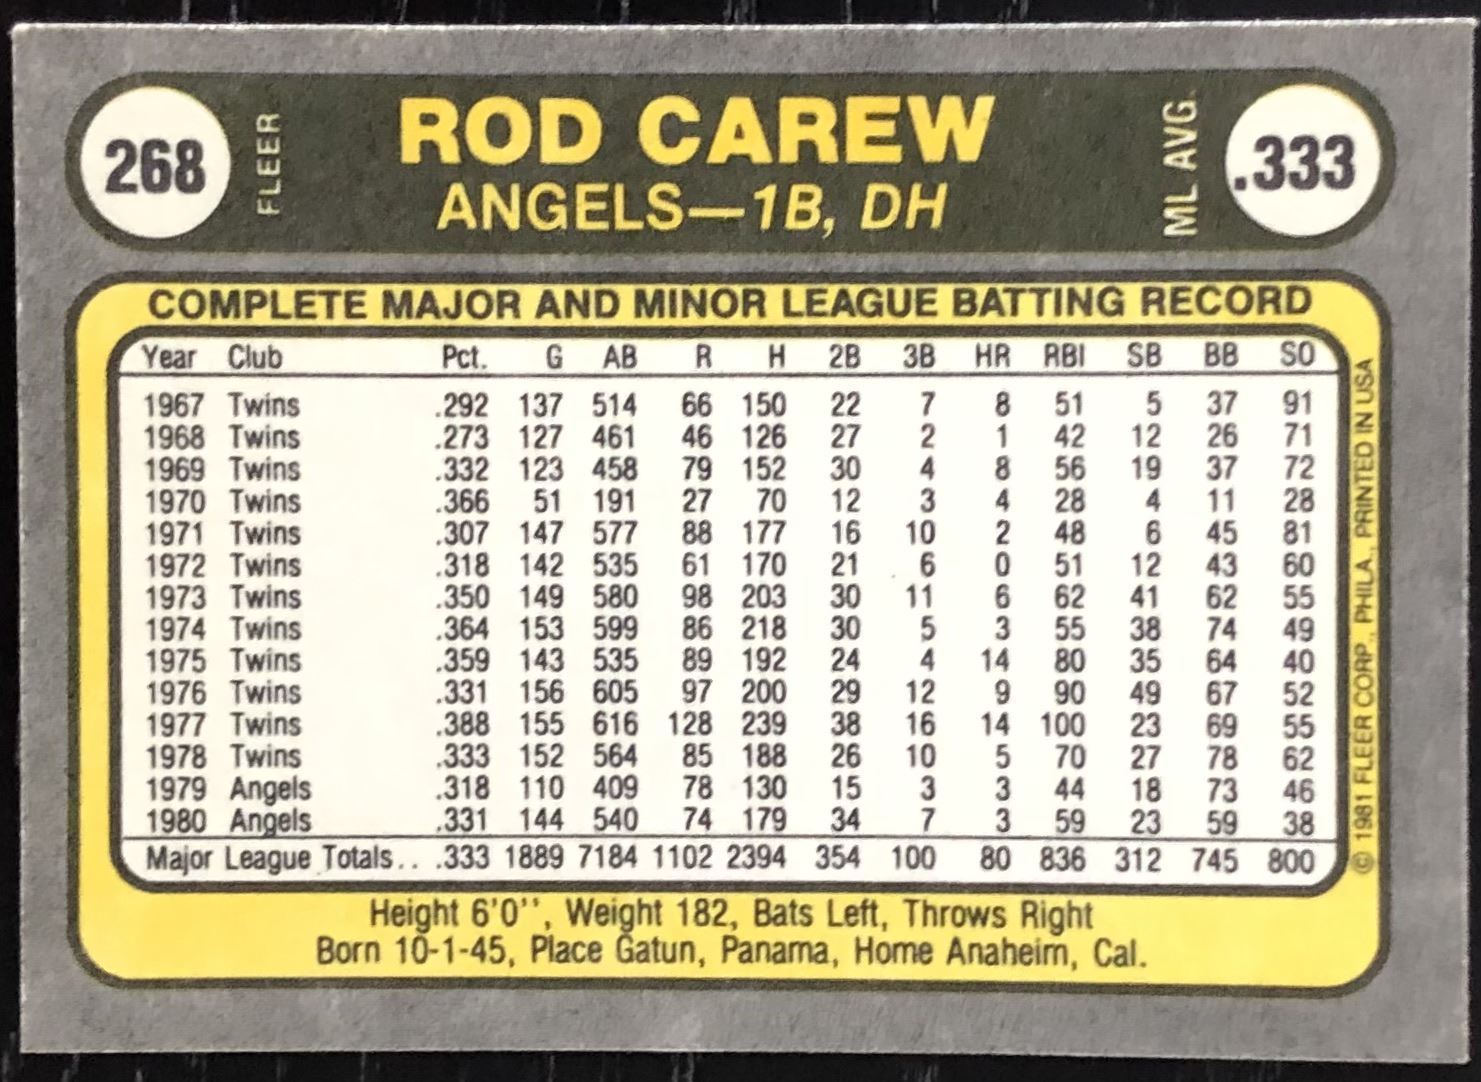 268 FLEER ROD CAREW ML AVG. .333
ANGELS—1B, DH
COMPLETE MAJOR AND MINOR LEAGUE BATTING RECORD
Year Club Pct. G AB R H 2B 3B HR RBI SB BB SO
1967 Twins .292 137 514 66 150 22 7 8 51 5 37 91
1968 Twins .273 127 461 46 126 27 2 1 42 12 26 71
1969 Twins .332 123 458 79 152 30 4 8 56 19 37 72
1970 Twins .366 51 191 27 70 12 3 4 28 4 11 28
1971 Twins .307 147 577 88 177 16 10 2 48 6 45 81
1972 Twins .318 142 535 61 170 21 6 0 51 12 43 60
1973 Twins .350 149 580 98 203 30 11 6 62 41 62 55
1974 Twins .364 153 599 86 218 30 5 3 55 38 74 49
1975 Twins .359 143 535 89 192 24 4 14 80 35 64 40
1976 Twins .331 156 605 97 200 29 12 9 90 49 67 52
1977 Twins .388 155 616 128 239 38 16 14 100 23 69 55
1978 Twins .333 152 564 85 188 26 10 5 70 27 78 62
1979 Angels .318 110 409 78 130 15 3 3 44 18 73 46
1980 Angels .331 144 540 74 179 34 7 3 59 23 59 38
Major League Totals.. .333 1889 7184 1102 2394 354 100 80 836 312 745 800
Height 6'0'', Weight 182, Bats Left, Throws Right
Born 10-1-45, Place Gatun, Panama, Home Anaheim, Cal.
© 1981 FLEER CORP., PHILA., PRINTED IN USA